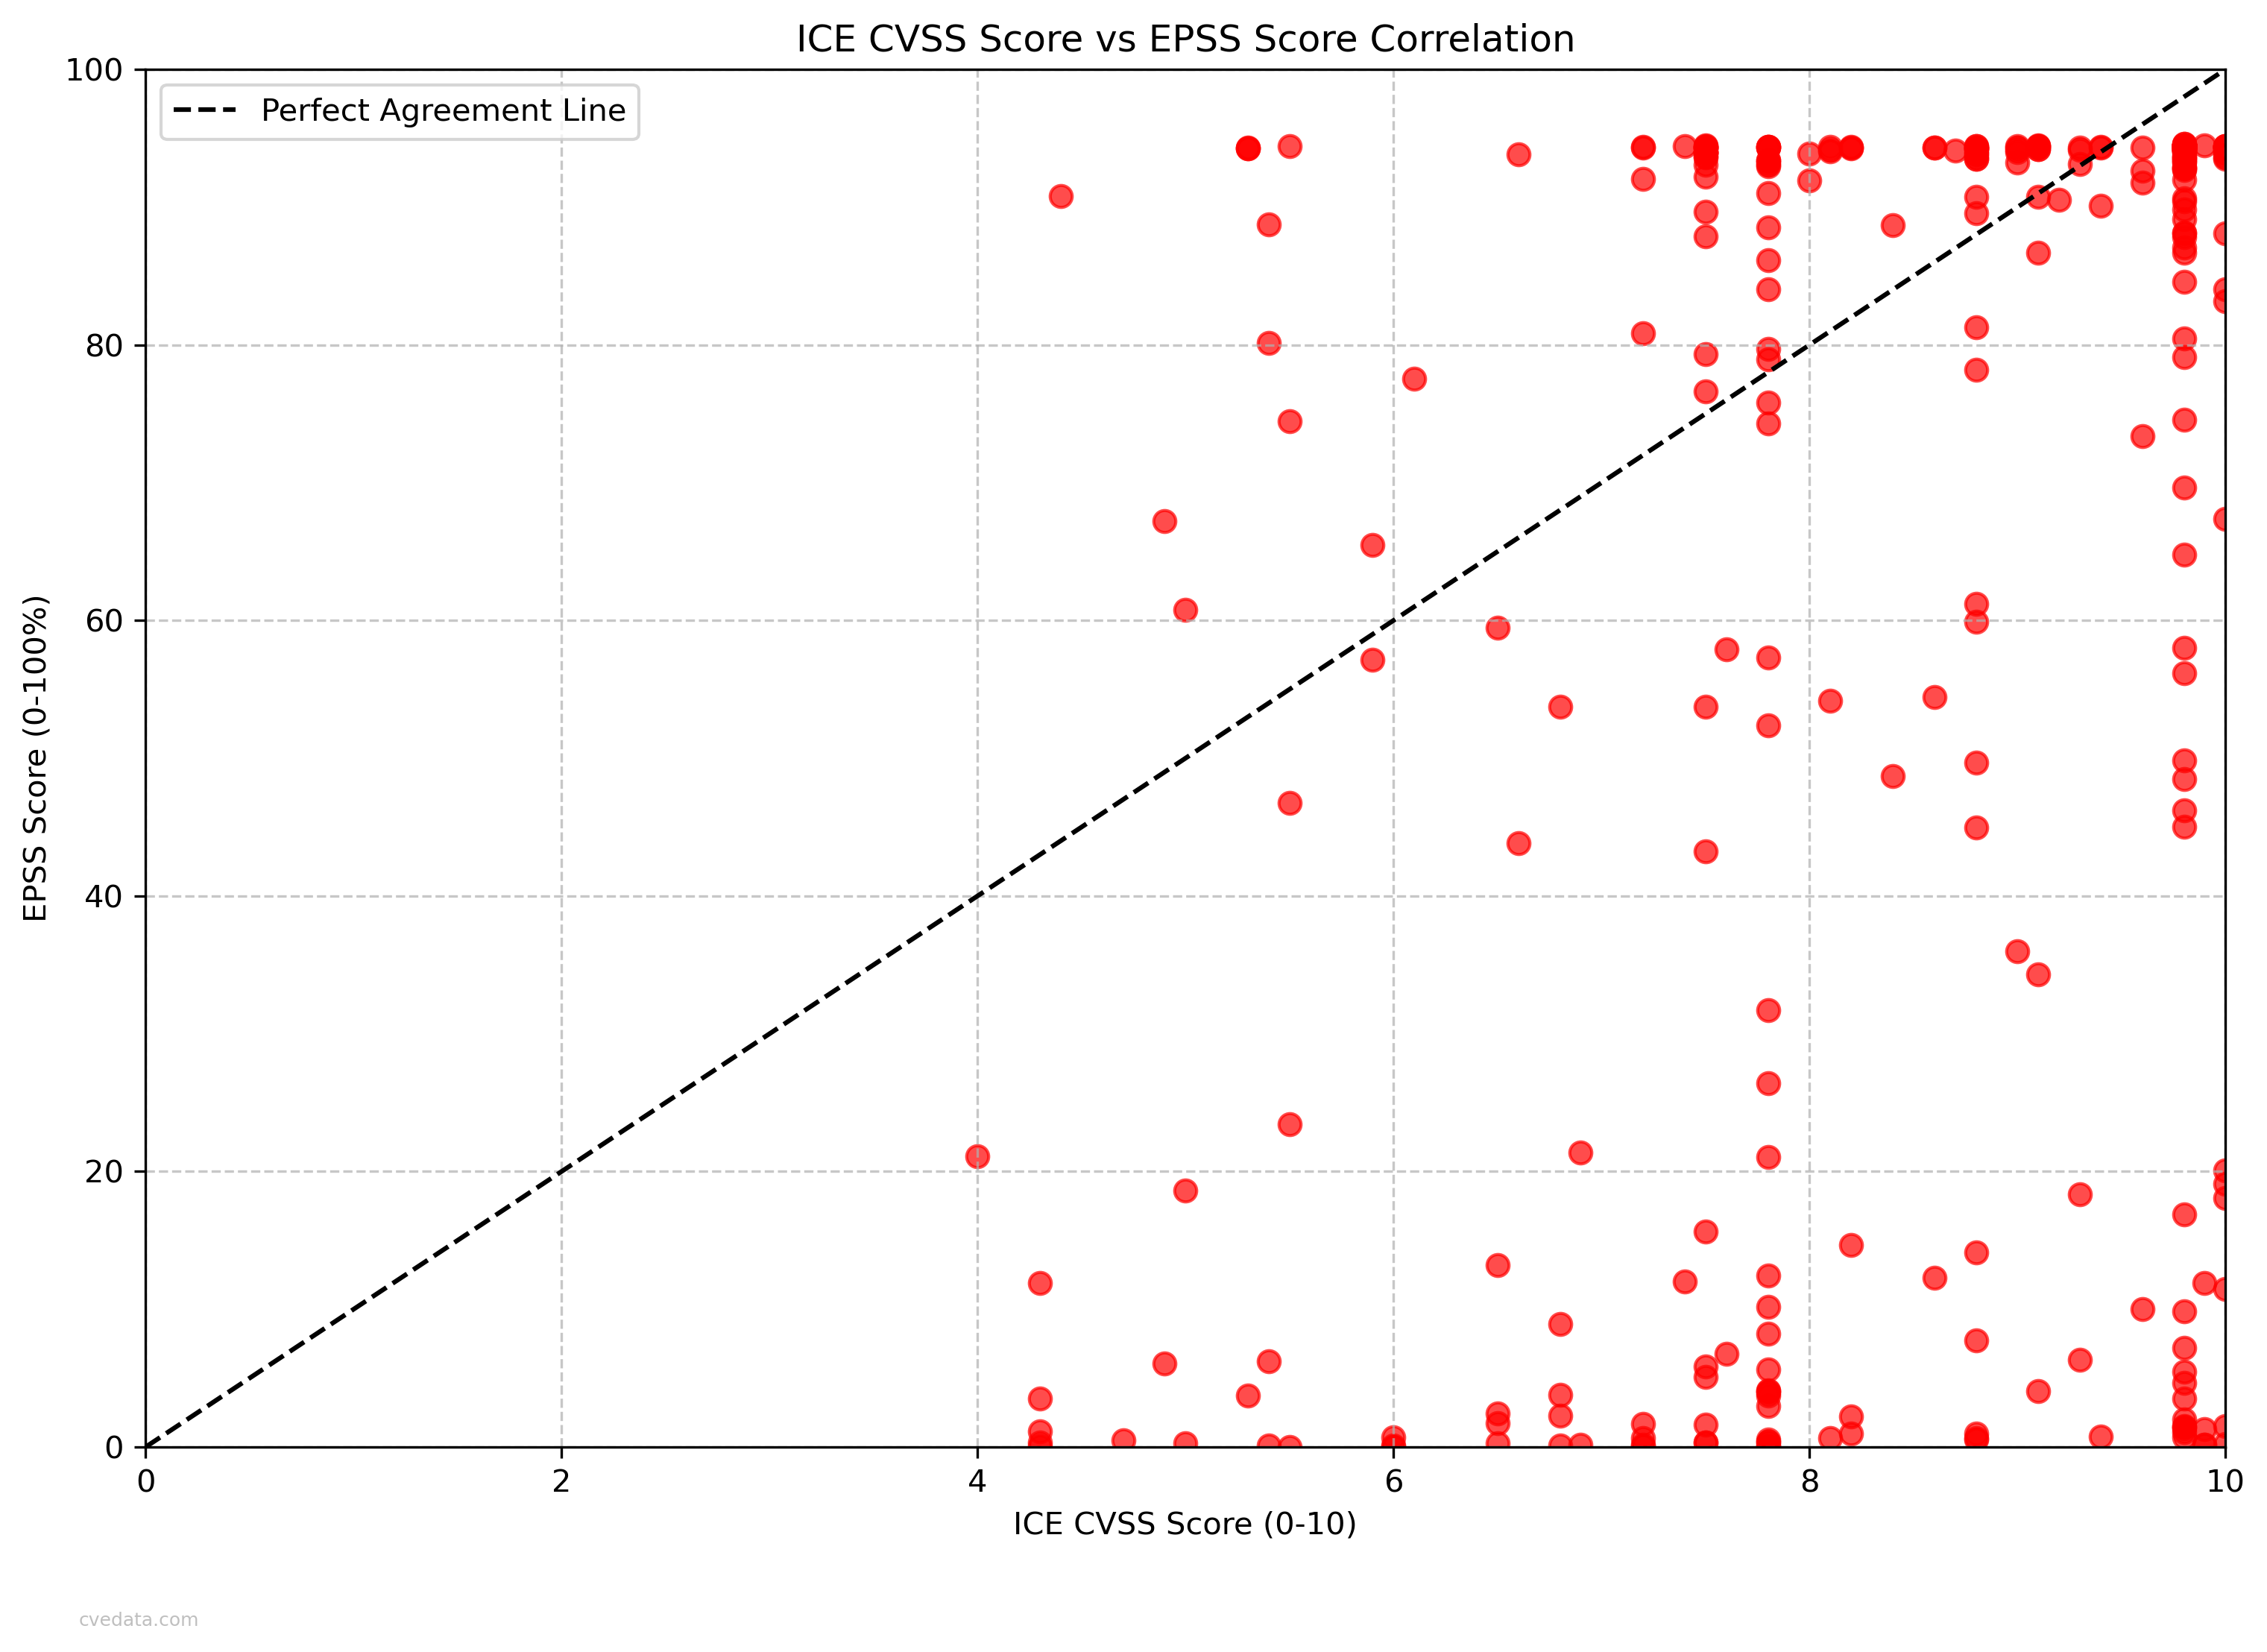 ICE CVSS Score vs EPSS Score Correlation
Perfect Agreement Line
EPSS Score (0-100%)
100
80
60
40
20
0
0 2 4 6 8 10
ICE CVSS Score (0-10)
cvedata.com